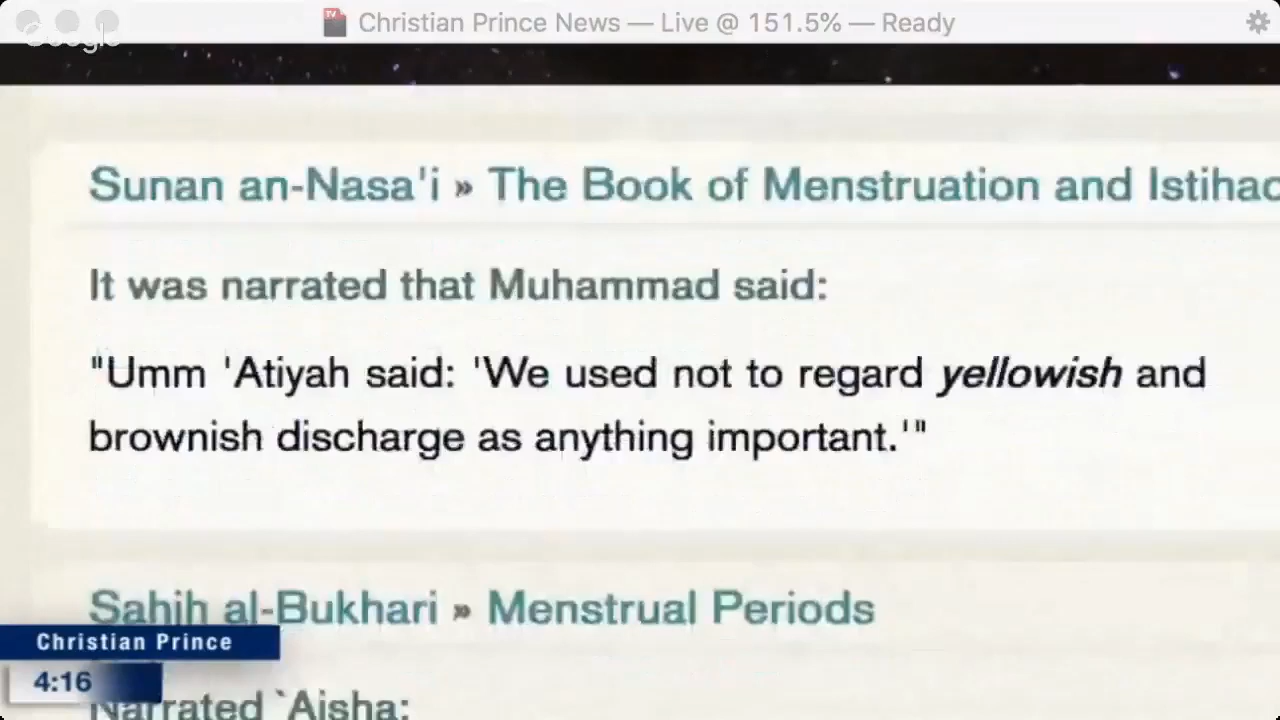 Christian Prince News — Live @ 151.5% — Ready
Google
Sunan an-Nasa'i » The Book of Menstruation and
It was narrated that Muhammad said:
"Umm 'Atiyah said: 'We used not to regard yellowish and
brownish discharge as anything important.'"
Sahih al-Bukhari » Menstrual Periods
Christian Prince
4:16
Narrated `Aisha: